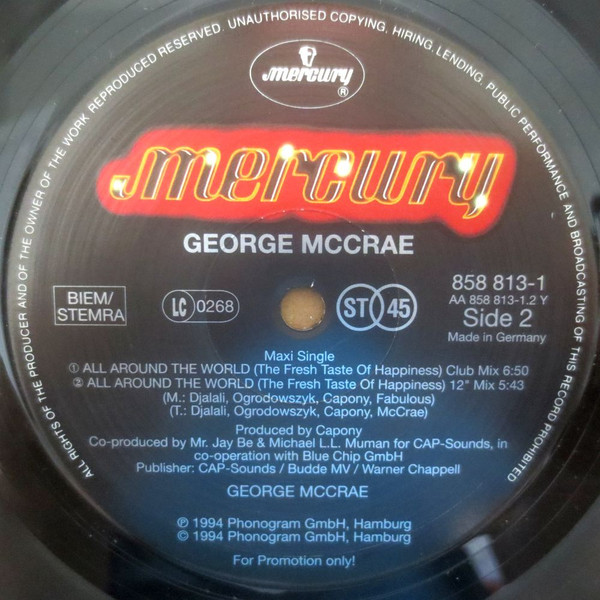 ALL RIGHTS OF THE PRODUCER AND OF THE OWNER OF THE WORK REPRODUCED RESERVED. UNAUTHORISED COPYING, HIRING, LENDING, PUBLIC PERFORMANCE AND BROADCASTING OF THIS RECORD PROHIBITED
mercury
®
mercury
GEORGE MCCRAE
BIEM/
STEMRA
LC 0268
ST 45
858 813-1
AA 858 813-1.2 Y
Side 2
Made in Germany
Maxi Single
① ALL AROUND THE WORLD (The Fresh Taste Of Happiness) Club Mix 6:50
② ALL AROUND THE WORLD (The Fresh Taste Of Happiness) 12" Mix 5:43
(M.: Djalali, Ogrodowszyk, Capony, Fabulous)
(T.: Djalali, Ogrodowszyk, Capony, McCrae)
Produced by Capony
Co-produced by Mr. Jay Be & Michael L.L. Muman for CAP-Sounds, in
co-operation with Blue Chip GmbH
Publisher: CAP-Sounds / Budde MV / Warner Chappell
GEORGE MCCRAE
℗ 1994 Phonogram GmbH, Hamburg
© 1994 Phonogram GmbH, Hamburg
For Promotion only!